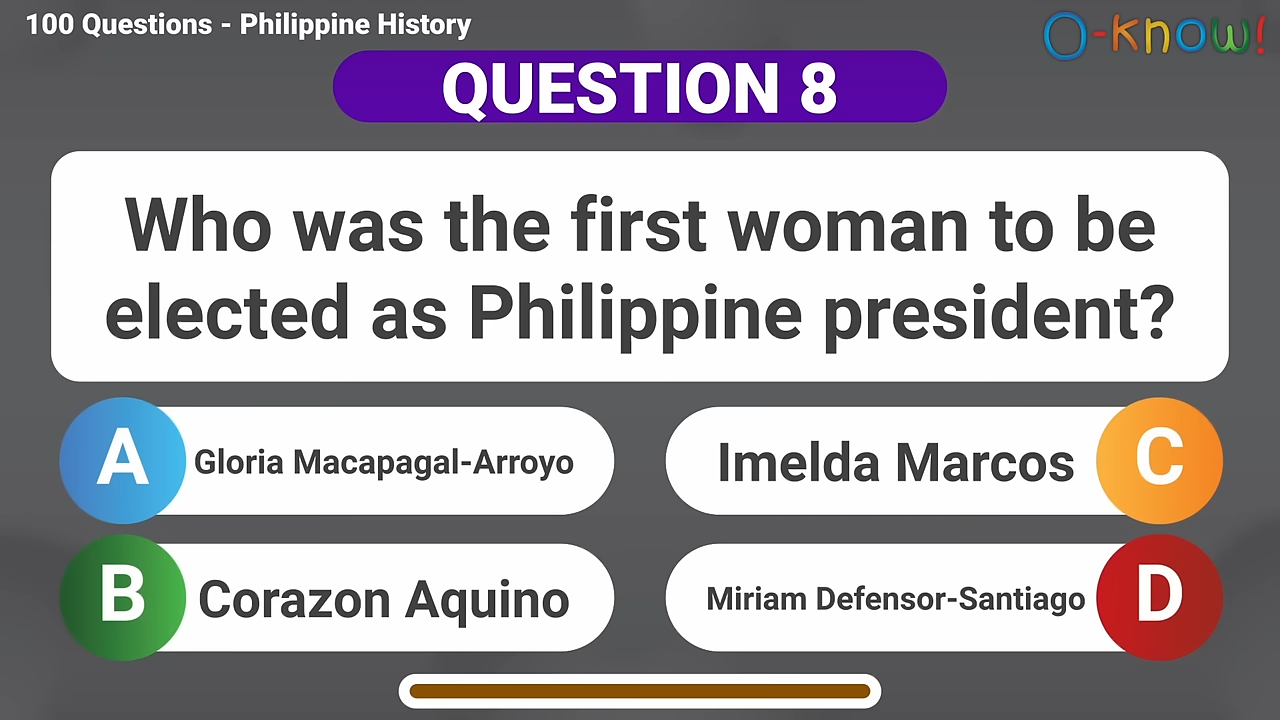 100 Questions - Philippine History
O-know!
QUESTION 8
Who was the first woman to be
elected as Philippine president?
A Gloria Macapagal-Arroyo
Imelda Marcos C
B Corazon Aquino
Miriam Defensor-Santiago D